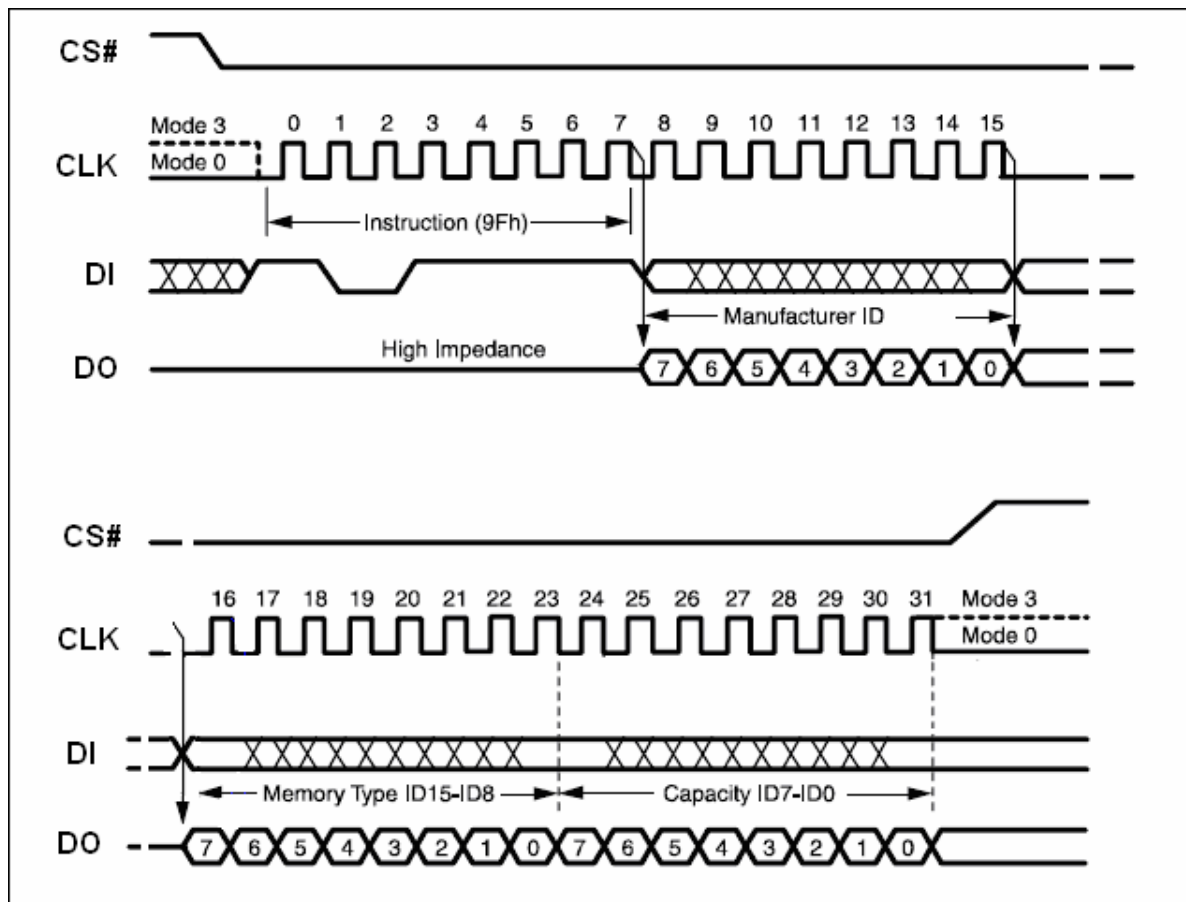 CS#
Mode 3
0 1 2 3 4 5 6 7 8 9 10 11 12 13 14 15
CLK
Mode 0
Instruction (9Fh)
DI
Manufacturer ID
High Impedance
DO
7 6 5 4 3 2 1 0
CS#
16 17 18 19 20 21 22 23 24 25 26 27 28 29 30 31
Mode 3
CLK
Mode 0
DI
Memory Type ID15-ID8
Capacity ID7-ID0
DO
7 6 5 4 3 2 1 0 7 6 5 4 3 2 1 0